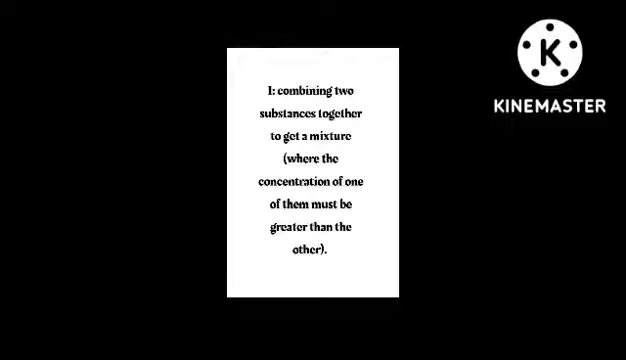 1: combining two
substances together
to get a mixture
(where the
concentration of one
of them must be
greater than the
other).
K
KINEMASTER